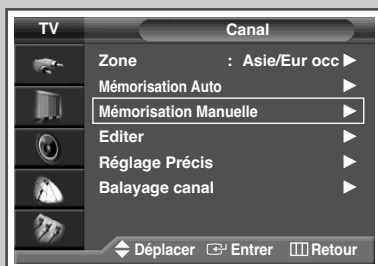 TV Canal
Zone : Asie/Eur occ
Mémorisation Auto
Mémorisation Manuelle
Editer
Réglage Précis
Balayage canal
Déplacer Entrer Retour